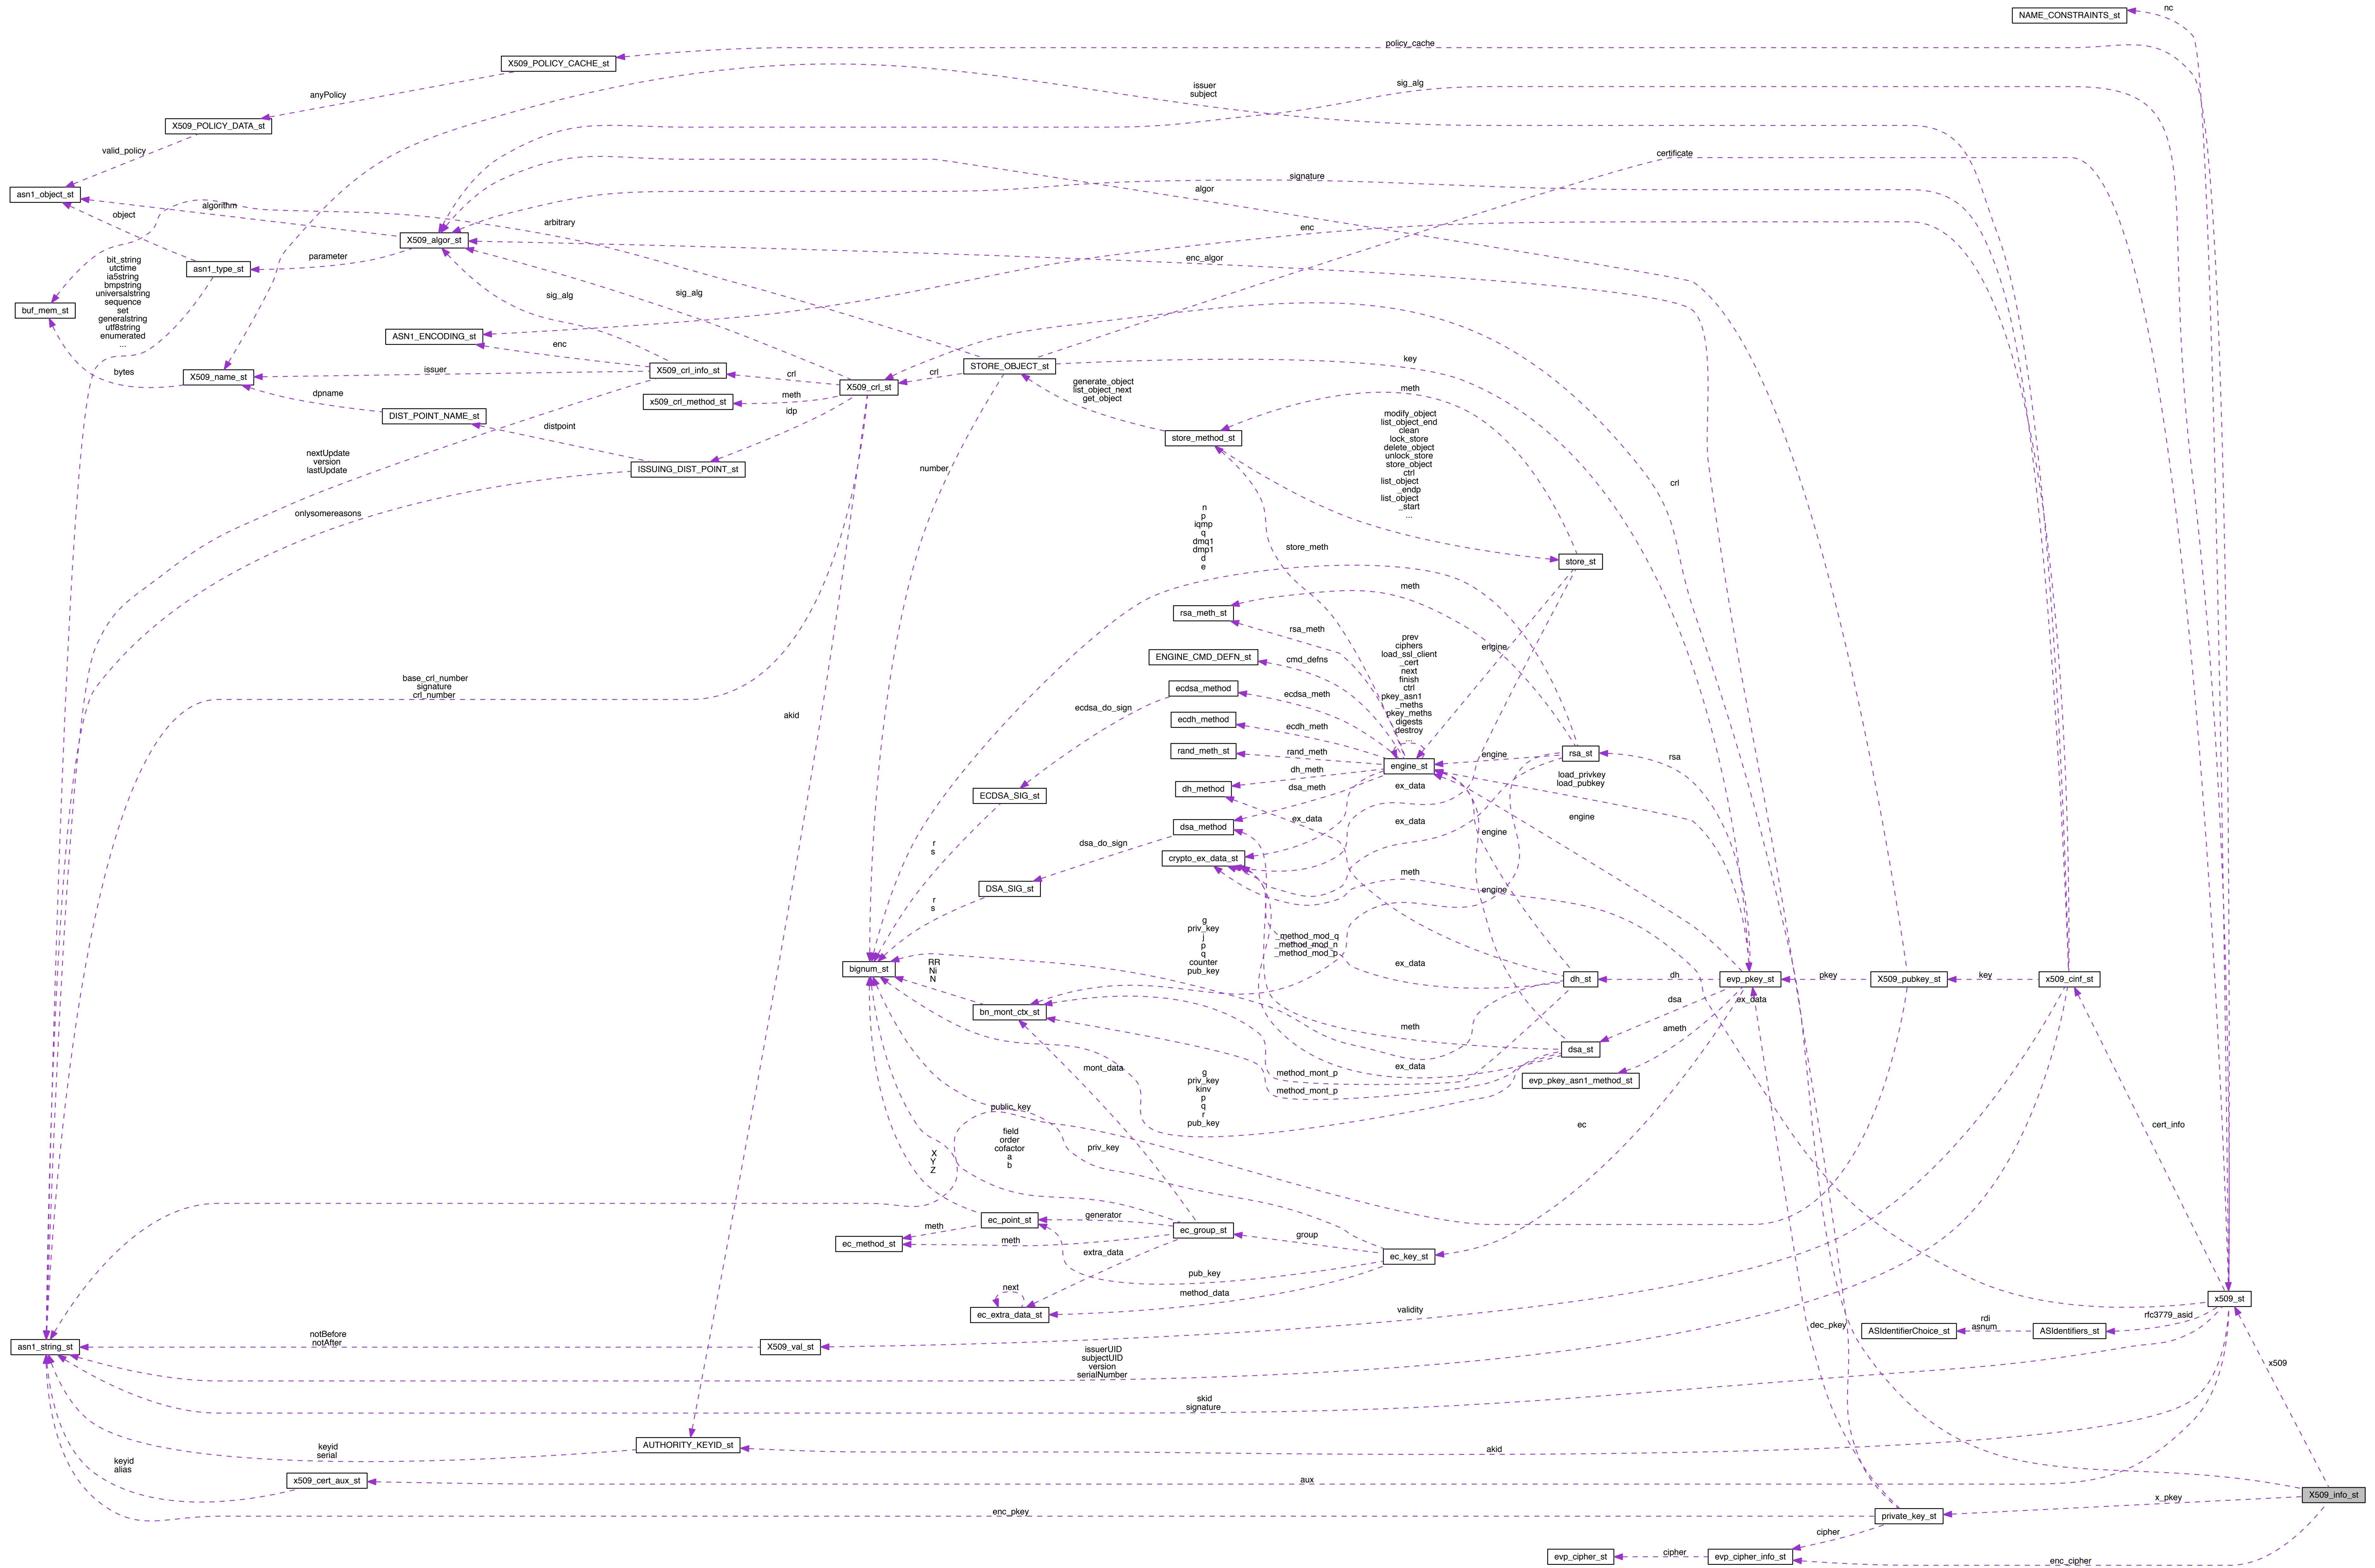 NAME_CONSTRAINTS_st
nc
policy_cache
X509_POLICY_CACHE_st
anyPolicy
issuer
subject
sig_alg
X509_POLICY_DATA_st
valid_policy
certificate
asn1_object_st
algorithm
object
arbitrary
algor
signature
enc
X509_algor_st
parameter
asn1_type_st
enc_algor
bit_string
utctime
ia5string
bmpstring
universalstring
sequence
set
generalstring
utf8string
enumerated
...
buf_mem_st
sig_alg
sig_alg
ASN1_ENCODING_st
enc
bytes
X509_name_st
issuer
X509_crl_info_st
crl
X509_crl_st
crl
STORE_OBJECT_st
key
dpname
DIST_POINT_NAME_st
x509_crl_method_st
meth
idp
generate_object
list_object_next
get_object
meth
distpoint
store_method_st
modify_object
list_object_end
clean
lock_store
delete_object
unlock_store
store_object
ctrl
list_object
_endp
list_object
_start
...
nextUpdate
version
lastUpdate
ISSUING_DIST_POINT_st
number
crl
onlysomereasons
n
p
iqmp
q
dmq1
dmp1
d
e
store_meth
store_st
meth
rsa_meth_st
rsa_meth
engine
ENGINE_CMD_DEFN_st
cmd_defns
prev
ciphers
load_ssl_client
_cert
next
finish
ctrl
pkey_asn1
_meths
pkey_meths
digests
destroy
...
base_crl_number
signature
crl_number
akid
ecdsa_do_sign
ecdsa_method
ecdsa_meth
ecdh_method
ecdh_meth
rand_meth_st
rand_meth
engine_st
engine
rsa_st
rsa
ECDSA_SIG_st
dh_method
dh_meth
dsa_meth
ex_data
load_privkey
load_pubkey
r
s
dsa_do_sign
dsa_method
ex_data
ex_data
engine
engine
crypto_ex_data_st
meth
DSA_SIG_st
r
s
engine
g
priv_key
j
p
q
counter
pub_key
_method_mod_q
_method_mod_n
_method_mod_p
bignum_st
RR
Ni
N
ex_data
dh_st
dh
evp_pkey_st
pkey
X509_pubkey_st
key
x509_cinf_st
bn_mont_ctx_st
dsa
ex_data
meth
ameth
dsa_st
mont_data
ex_data
method_mont_p
method_mont_p
evp_pkey_asn1_method_st
g
priv_key
kinv
p
q
r
pub_key
public_key
field
order
cofactor
a
b
priv_key
ec
cert_info
X
Y
Z
ec_point_st
generator
ec_group_st
group
ec_key_st
meth
meth
ec_method_st
extra_data
pub_key
next
method_data
ec_extra_data_st
validity
x509_st
rfc3779_asid
rdi
asnum
ASIdentifierChoice_st
ASIdentifiers_st
dec_pkey
asn1_string_st
notBefore
notAfter
X509_val_st
issuerUID
subjectUID
version
serialNumber
x509
skid
signature
AUTHORITY_KEYID_st
keyid
serial
akid
keyid
alias
x509_cert_aux_st
aux
X509_info_st
x_pkey
enc_pkey
private_key_st
cipher
evp_cipher_st
cipher
evp_cipher_info_st
enc_cipher